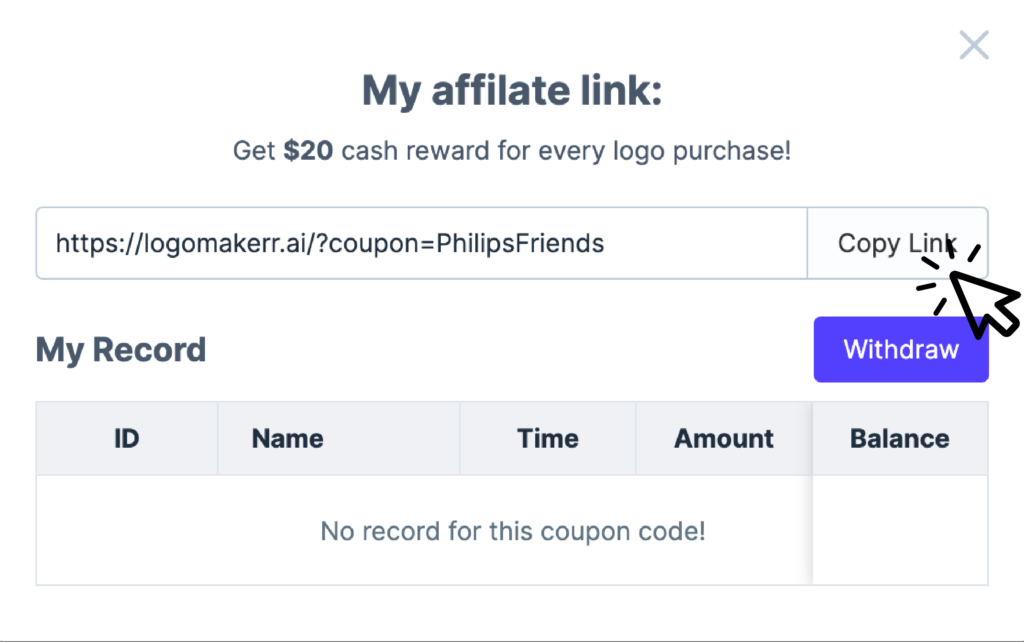 My affilate link:
Get $20 cash reward for every logo purchase!
https://logomakerr.ai/?coupon=PhilipsFriends
Copy Link
My Record
Withdraw
ID Name Time Amount Balance
No record for this coupon code!